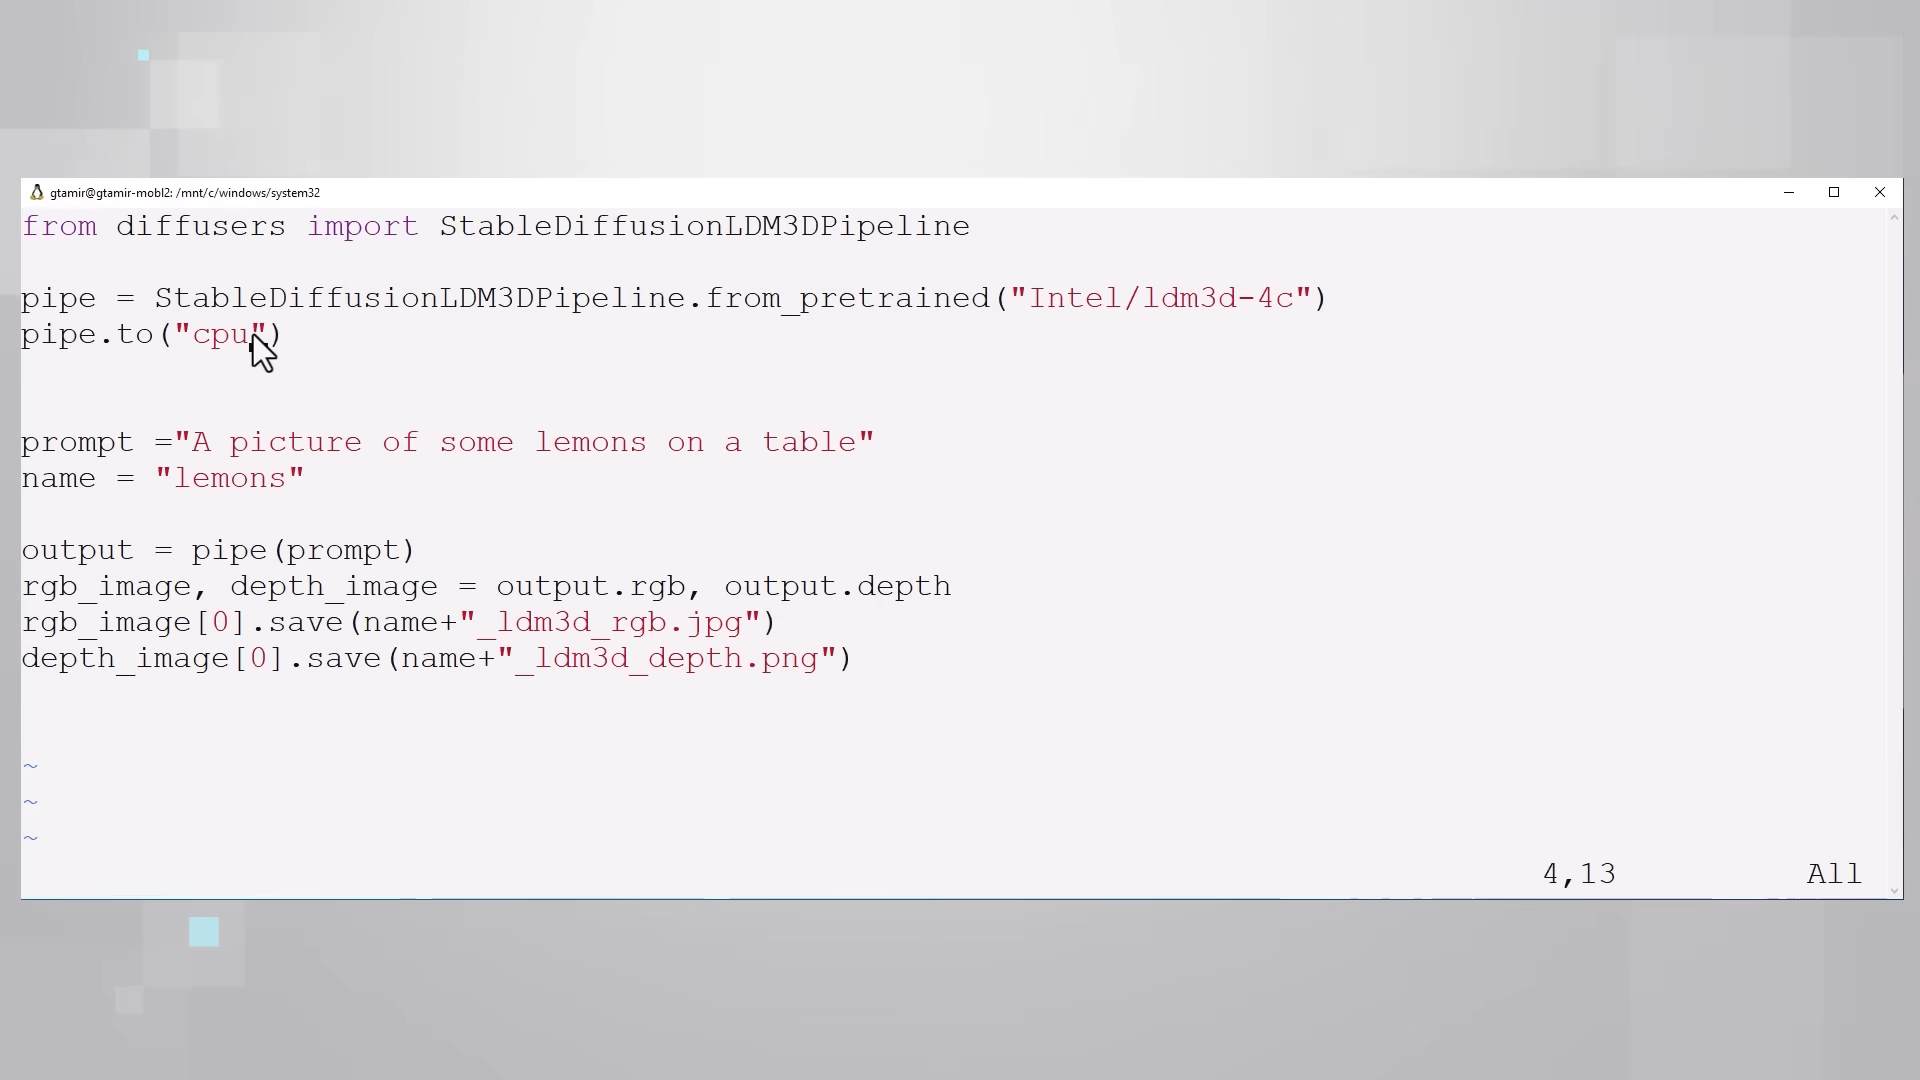 gtamir@gtamir-mobl2: /mnt/c/windows/system32
from diffusers import StableDiffusionLDM3DPipeline
pipe = StableDiffusionLDM3DPipeline.from_pretrained("Intel/ldm3d-4c")
pipe.to("cpu")
prompt ="A picture of some lemons on a table"
name = "lemons"
output = pipe(prompt)
rgb_image, depth_image = output.rgb, output.depth
rgb_image[0].save(name+"_ldm3d_rgb.jpg")
depth_image[0].save(name+"_ldm3d_depth.png")
~
~
~
4,13 All